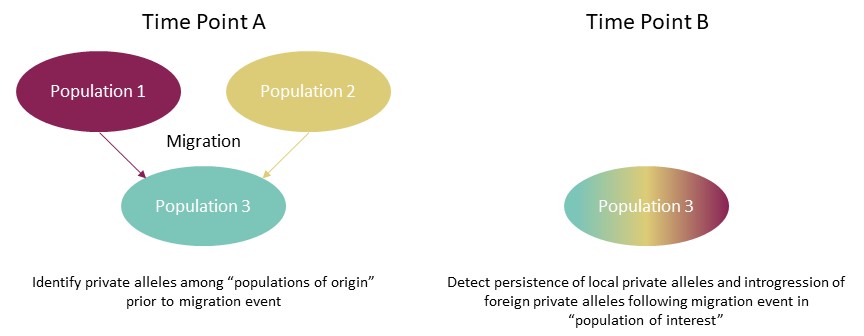 Time Point A
Time Point B
Population 1
Population 2
Migration
Population 3
Population 3
Identify private alleles among “populations of origin”
prior to migration event
Detect persistence of local private alleles and introgression of
foreign private alleles following migration event in
“population of interest”